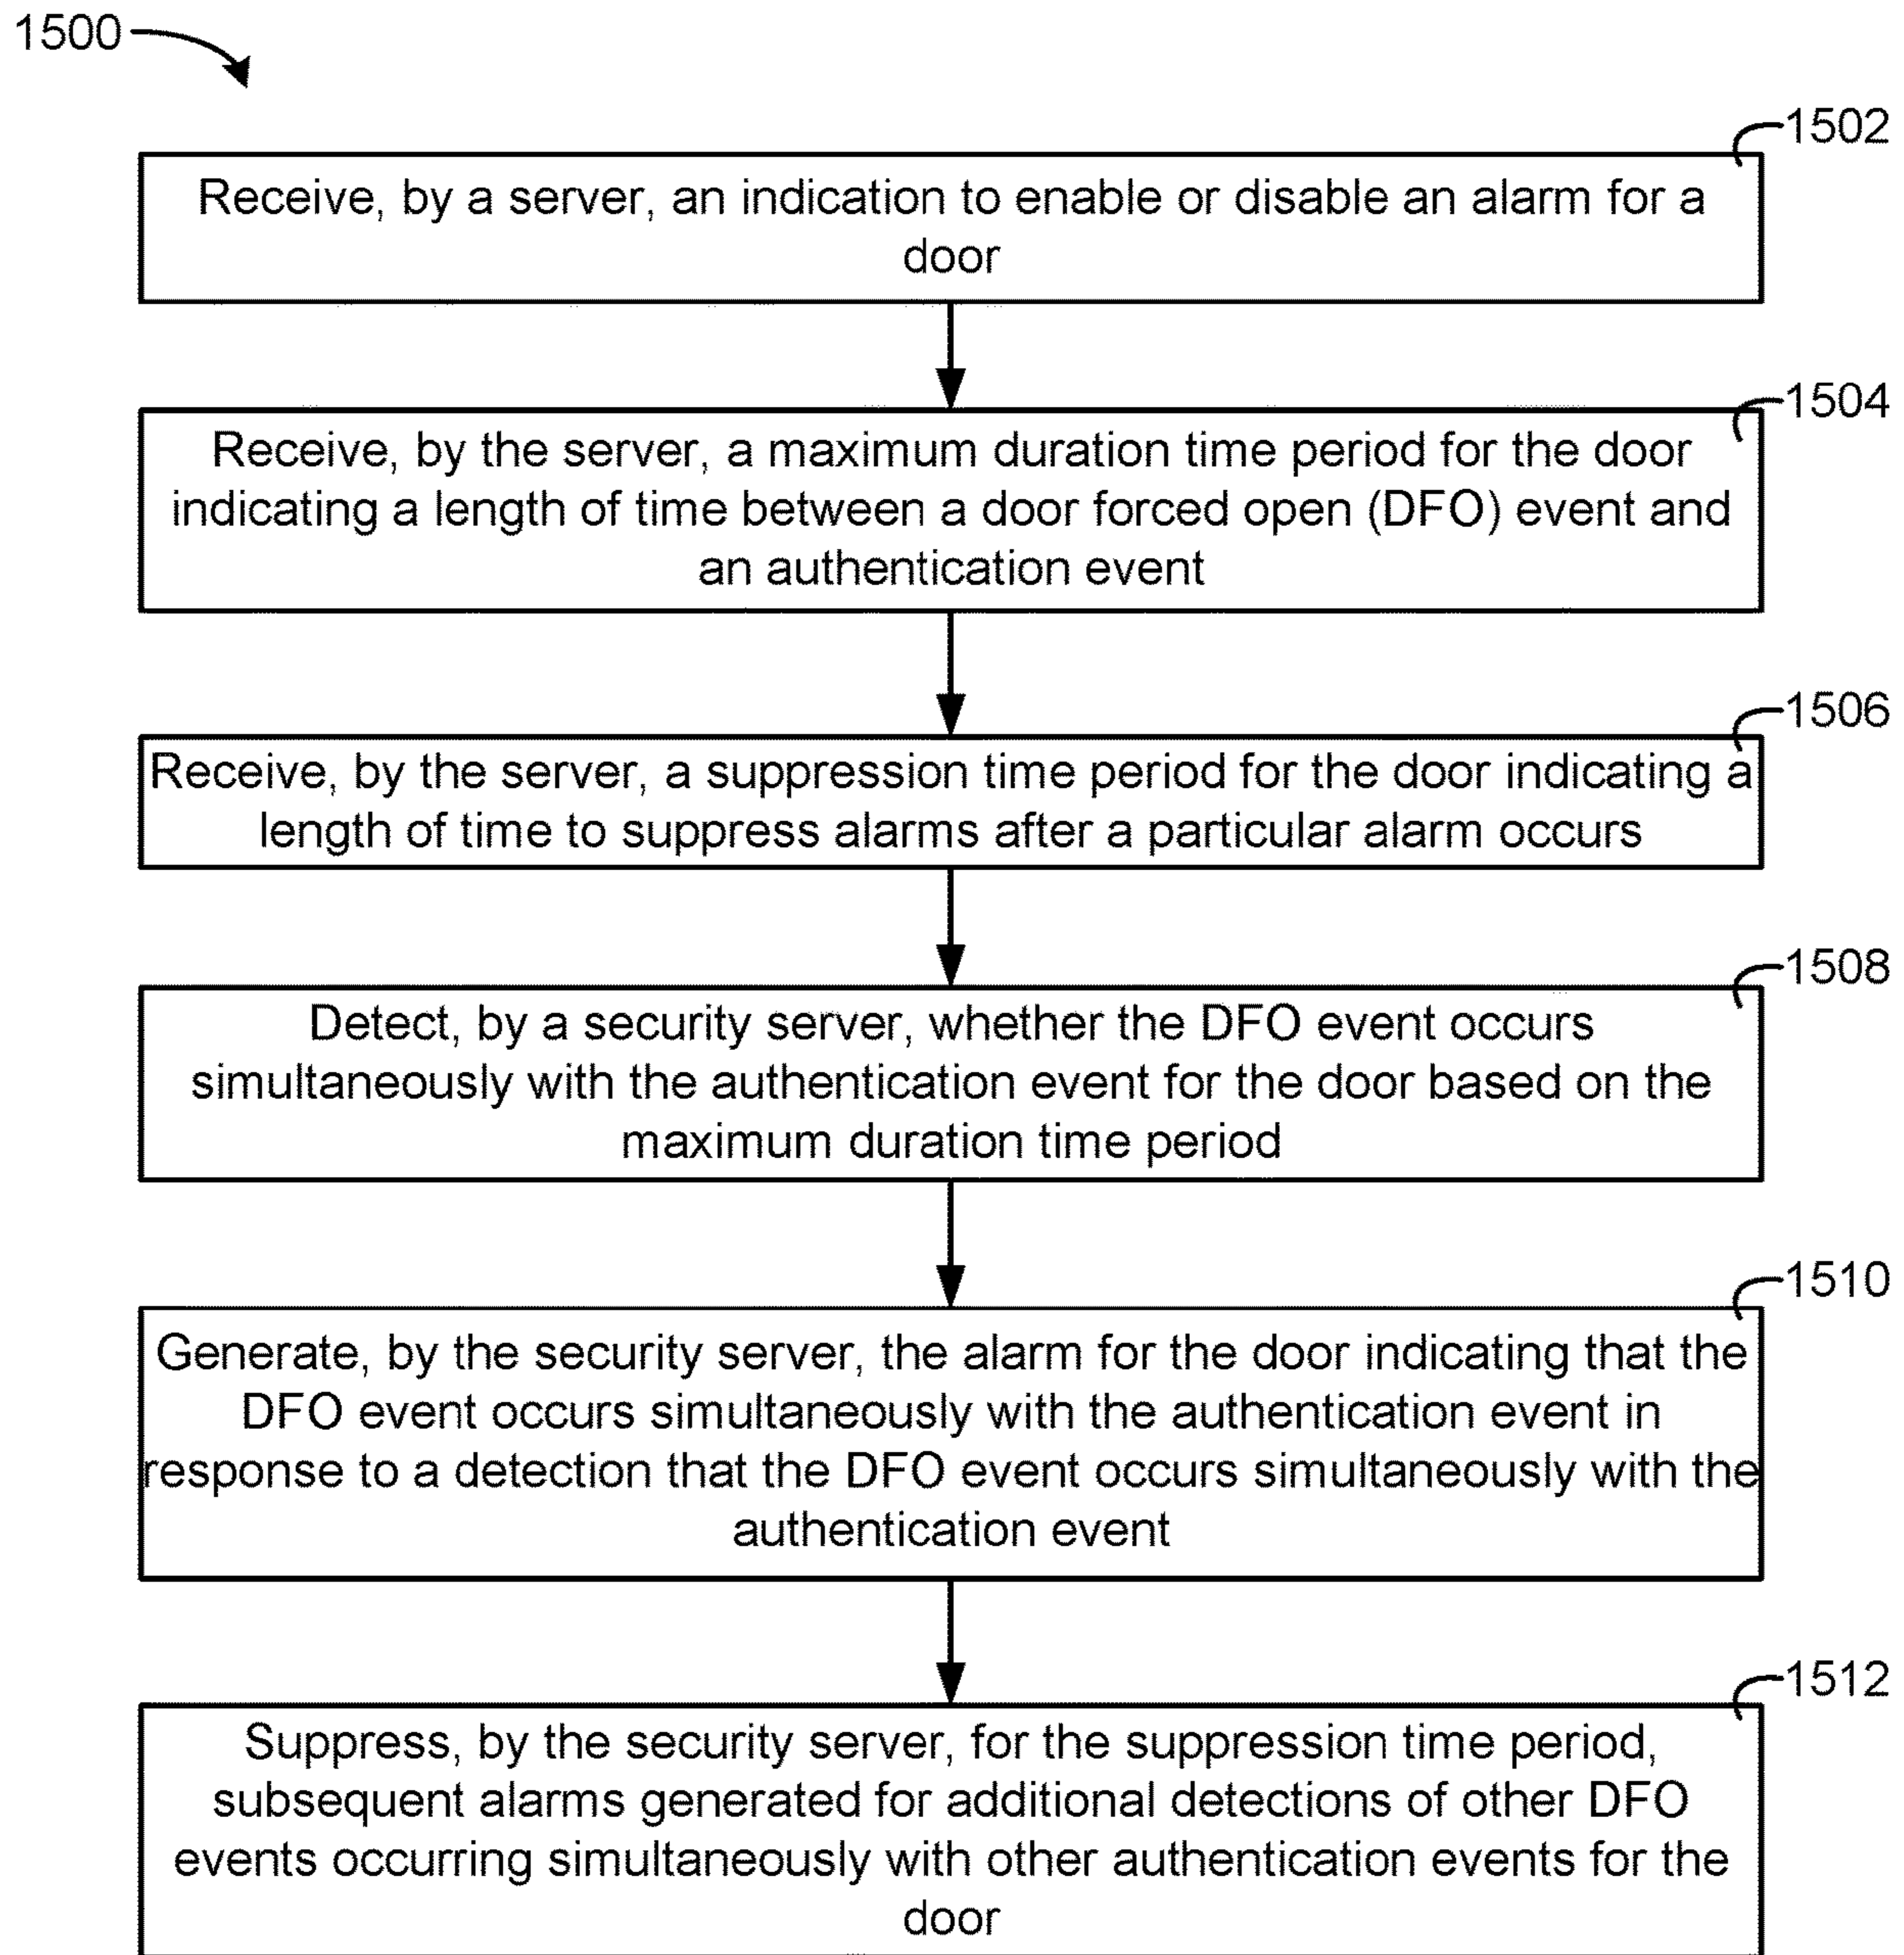 1500
1502
Receive, by a server, an indication to enable or disable an alarm for a
door
1504
Receive, by the server, a maximum duration time period for the door
indicating a length of time between a door forced open (DFO) event and
an authentication event
1506
Receive, by the server, a suppression time period for the door indicating a
length of time to suppress alarms after a particular alarm occurs
1508
Detect, by a security server, whether the DFO event occurs
simultaneously with the authentication event for the door based on the
maximum duration time period
1510
Generate, by the security server, the alarm for the door indicating that the
DFO event occurs simultaneously with the authentication event in
response to a detection that the DFO event occurs simultaneously with the
authentication event
1512
Suppress, by the security server, for the suppression time period,
subsequent alarms generated for additional detections of other DFO
events occurring simultaneously with other authentication events for the
door